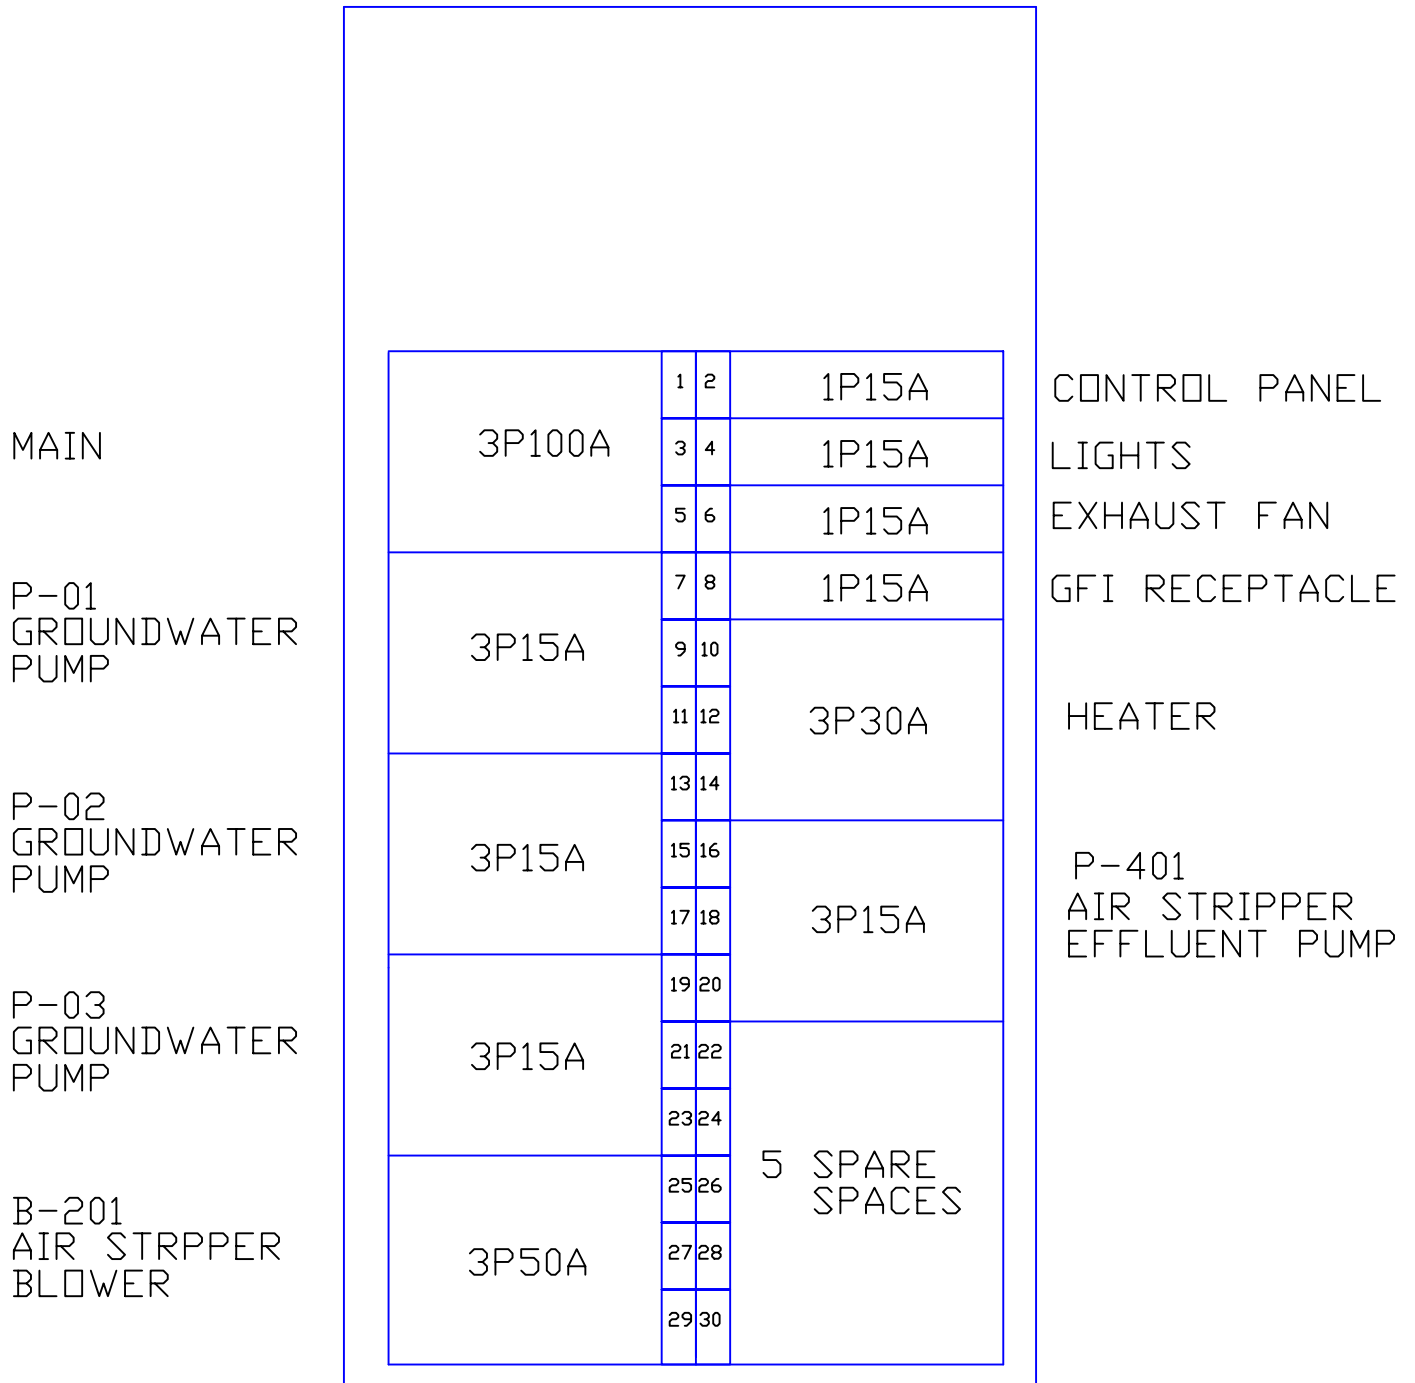 1 2 1P15A CONTROL PANEL
MAIN 3P100A 3 4 1P15A LIGHTS
5 6 1P15A EXHAUST FAN
7 8 1P15A GFI RECEPTACLE
P-01
GROUNDWATER
PUMP
3P15A
9 10
11 12
3P30A
HEATER
13 14
P-02
GROUNDWATER
PUMP
3P15A
15 16
17 18
3P15A
P-401
AIR STRIPPER
EFFLUENT PUMP
19 20
P-03
GROUNDWATER
PUMP
3P15A
21 22
23 24
25 26
5 SPARE
SPACES
B-201
AIR STRPPER
BLOWER
3P50A
27 28
29 30